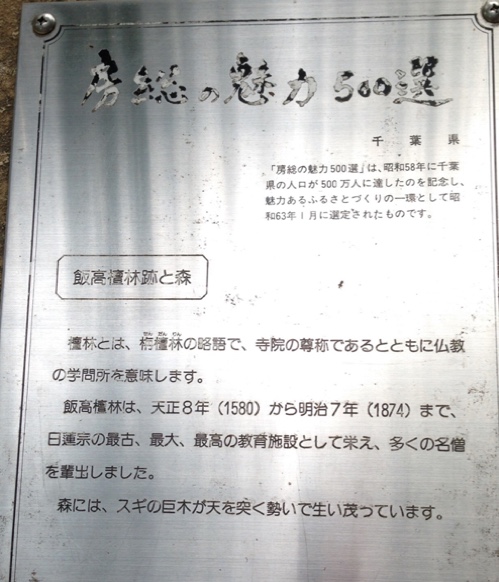 房総の魅力500選
千葉県
「房総の魅力500選」は、昭和58年に千葉
県の人口が500万人に達したのを記念し、
魅力あるふるさとづくりの一環として昭
和63年1月に選定されたものです。
飯高檀林跡と森
檀林とは、栴檀林の略語で、寺院の尊称であるとともに仏教
の学問所を意味します。
飯高檀林は、天正8年(1580)から明治7年(1874)まで、
日蓮宗の最古、最大、最高の教育施設として栄え、多くの名僧
を輩出しました。
森には、スギの巨木が天を突く勢いで生い茂っています。